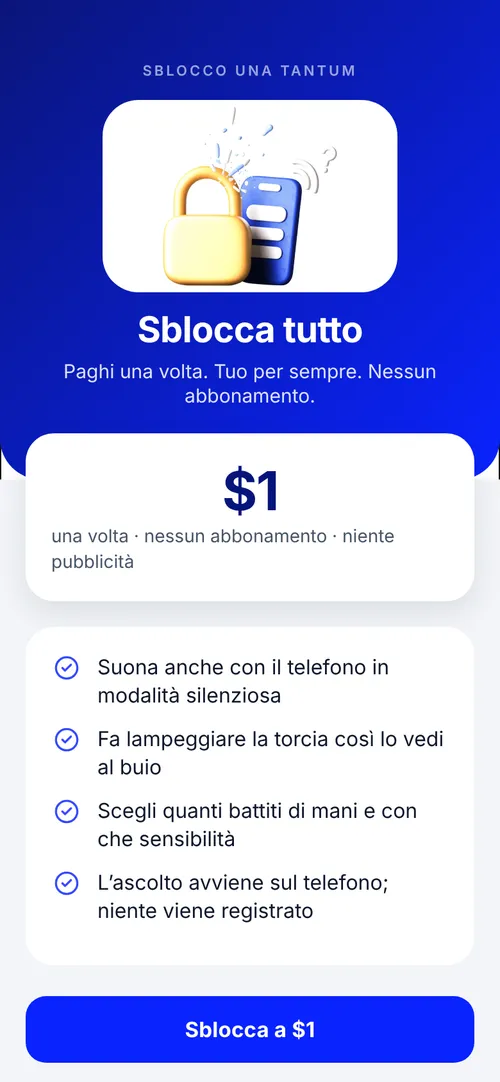 SBLOCCO UNA TANTUM
?
Sblocca tutto
Paghi una volta. Tuo per sempre. Nessun
abbonamento.
$1
una volta · nessun abbonamento · niente
pubblicità
Suona anche con il telefono in
modalità silenziosa
Fa lampeggiare la torcia così lo vedi
al buio
Scegli quanti battiti di mani e con
che sensibilità
L’ascolto avviene sul telefono;
niente viene registrato
Sblocca a $1